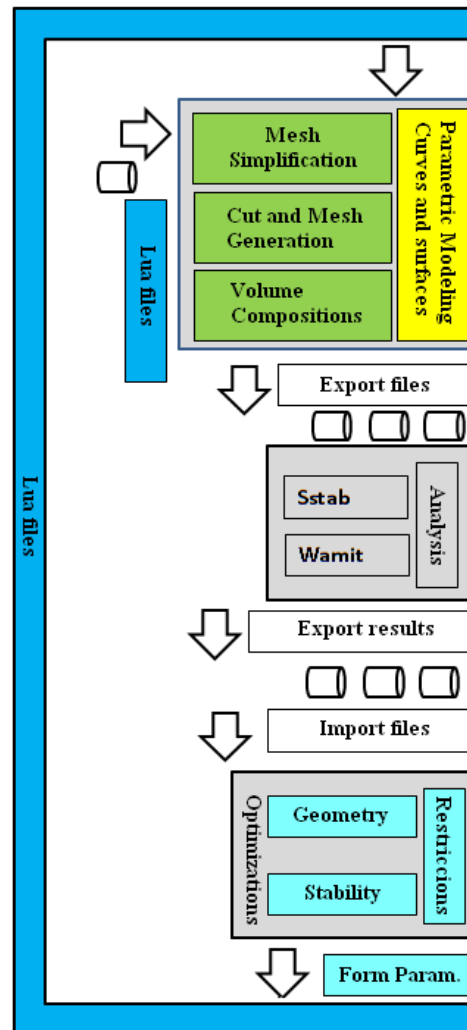 Mesh
Simplification
Cut and Mesh
Generation
Volume
Compositions
Parametric Modeling
Curves and surfaces
Lua files
Export files
Sstab
Wamit
Analysis
Lua files
Export results
Import files
Optimizations
Geometry
Stability
Restriccions
Form Param.